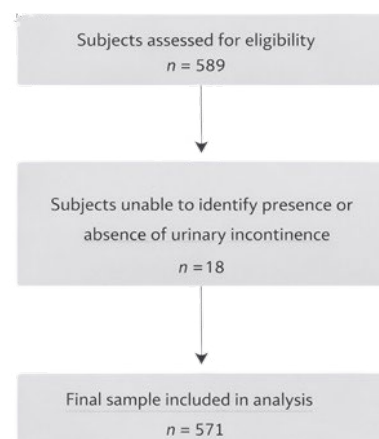 Subjects assessed for eligibility
n = 589
Subjects unable to identify presence or
absence of urinary incontinence
n = 18
Final sample included in analysis
n = 571